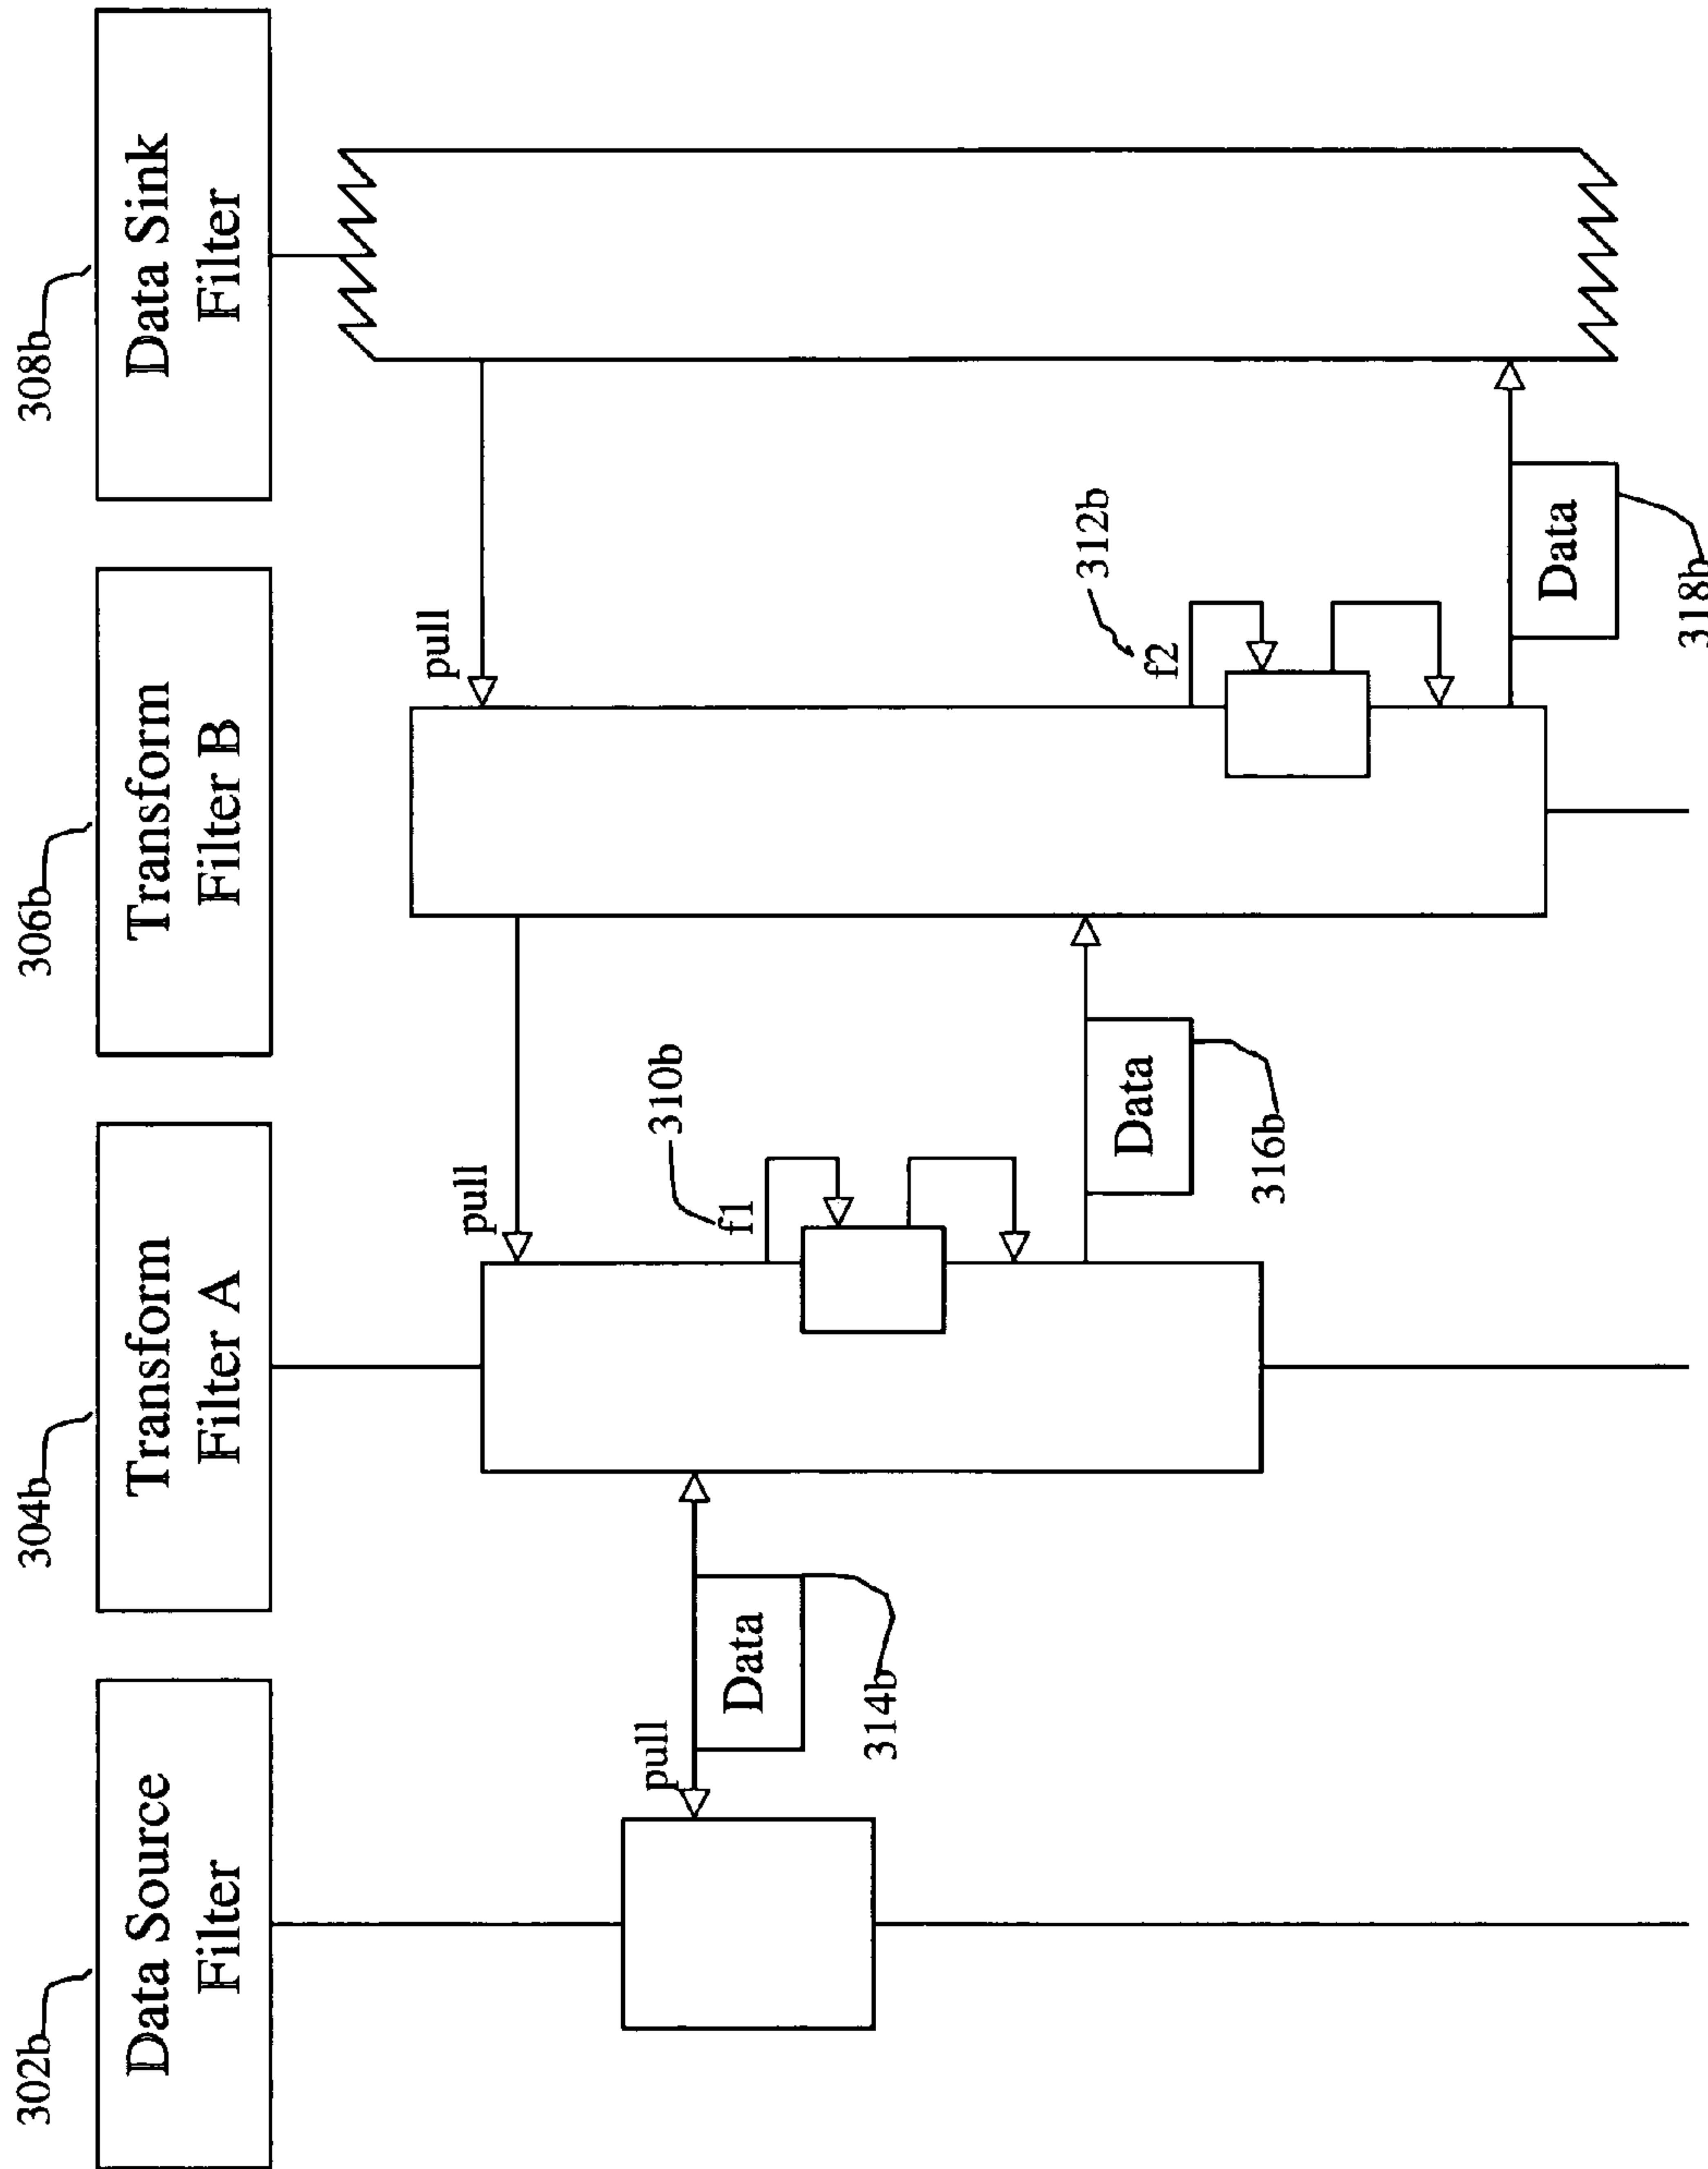 302b
304b
306b
308b
Data Source
Filter
Transform
Filter A
Transform
Filter B
Data Sink
Filter
pull
pull
pull
Data
314b
f1
310b
Data
316b
f2
312b
Data
318b